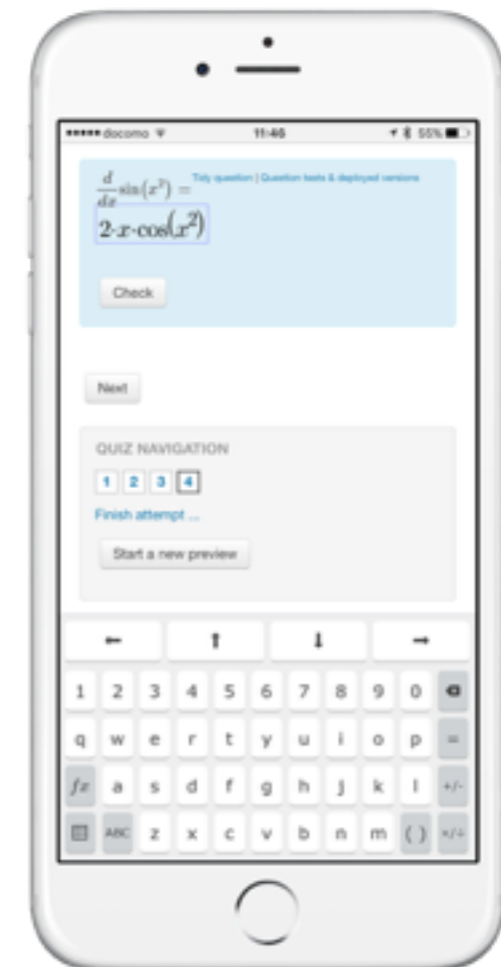 ●●●●● docomo 11:46 55%
d/dx sin(x²) = Tidy question | Question tests & deployed versions
2·x·cos(x²)
Check
Next
QUIZ NAVIGATION
1 2 3 4
Finish attempt ...
Start a new preview
← ↑ ↓ →
1 2 3 4 5 6 7 8 9 0
q w e r t y u i o p =
fx a s d f g h j k l +/-
ABC z x c v b n m ( ) ×/÷